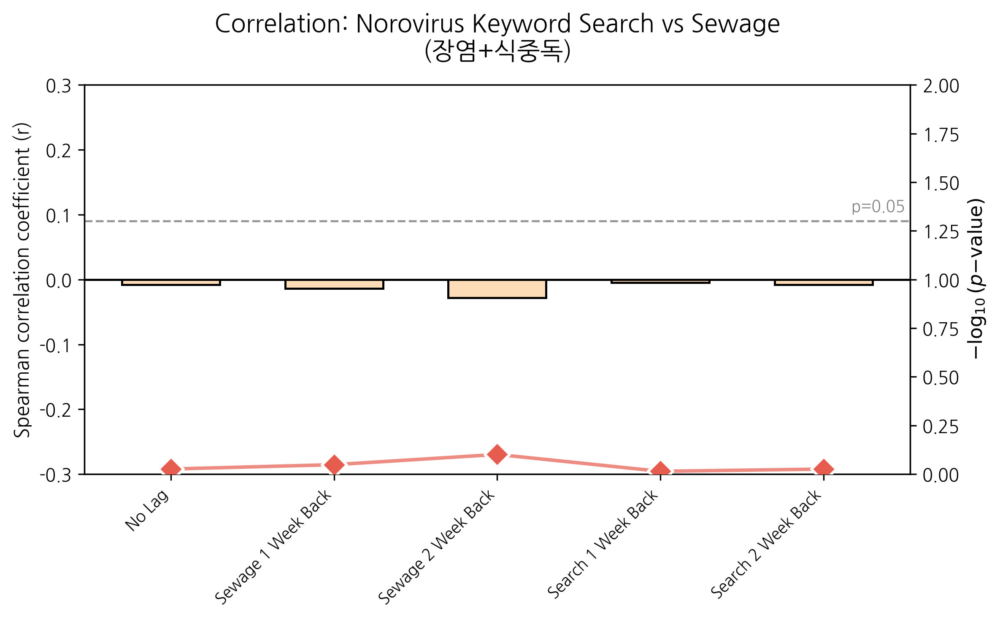 Correlation: Norovirus Keyword Search vs Sewage
(장염+식중독)
Spearman correlation coefficient (r)
0.3
0.2
0.1
0.0
-0.1
-0.2
-0.3
2.00
1.75
1.50
1.25
1.00
0.75
0.50
0.25
0.00
−log₁₀ (p−value)
p=0.05
No Lag
Sewage 1 Week Back
Sewage 2 Week Back
Search 1 Week Back
Search 2 Week Back